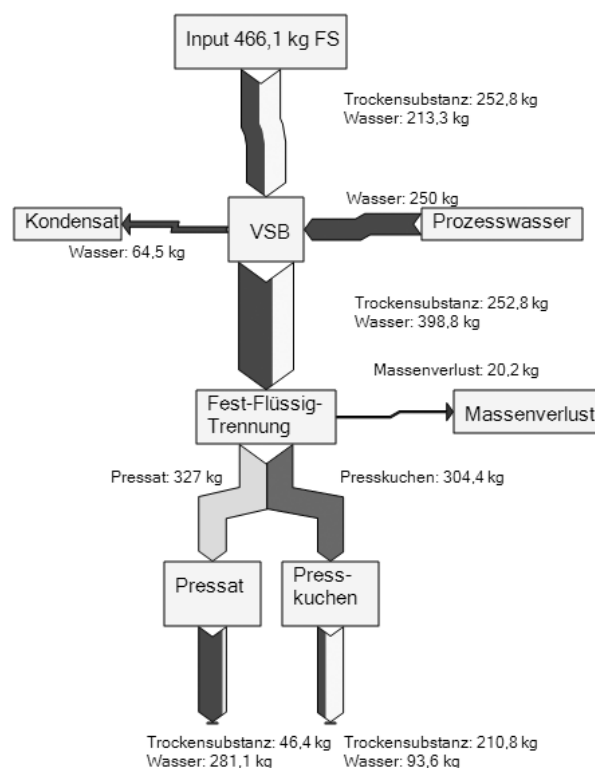 Input 466,1 kg FS
Trockensubstanz: 252,8 kg
Wasser: 213,3 kg
Wasser: 250 kg
Kondensat
VSB
Prozesswasser
Wasser: 64,5 kg
Trockensubstanz: 252,8 kg
Wasser: 398,8 kg
Massenverlust: 20,2 kg
Fest-Flüssig-
Trennung
Massenverlust
Pressat: 327 kg
Presskuchen: 304,4 kg
Pressat
Press-
kuchen
Trockensubstanz: 46,4 kg
Wasser: 281,1 kg
Trockensubstanz: 210,8 kg
Wasser: 93,6 kg